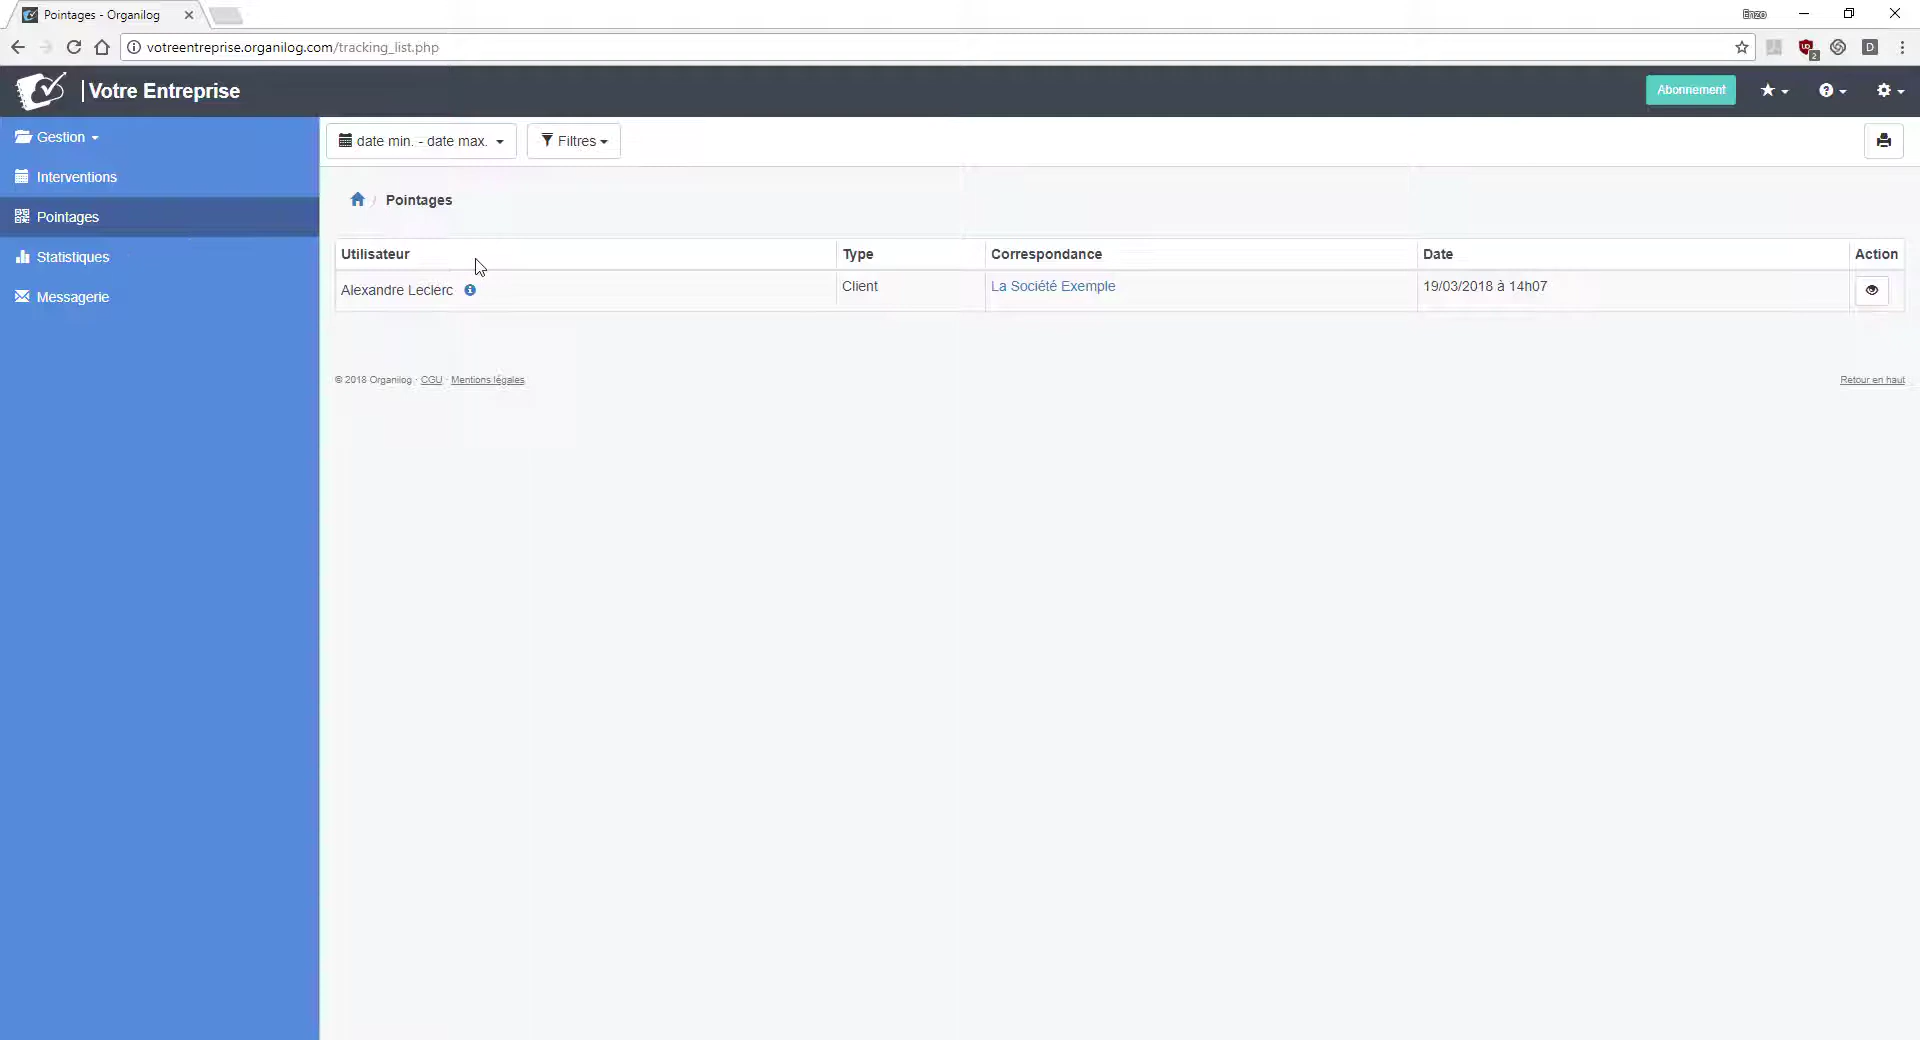 Pointages - Organilog
Enzo
votreentreprise.organilog.com/tracking_list.php
2
D
Votre Entreprise
Abonnement
Gestion
date min. - date max.
Filtres
Interventions
Pointages
Pointages
Statistiques
Messagerie
Utilisateur Type Correspondance Date Action
Alexandre Leclerc Client La Société Exemple 19/03/2018 à 14h07
© 2018 Organilog · CGU · Mentions légales
Retour en haut